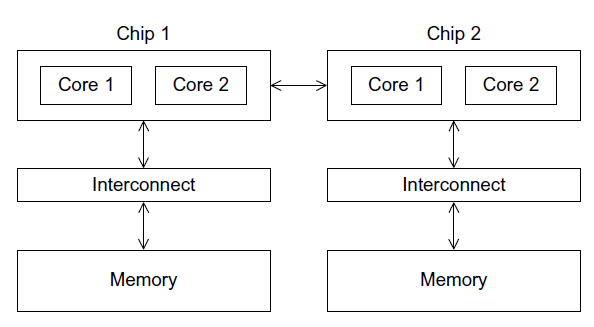 Chip 1
Chip 2
Core 1
Core 2
Core 1
Core 2
Interconnect
Interconnect
Memory
Memory